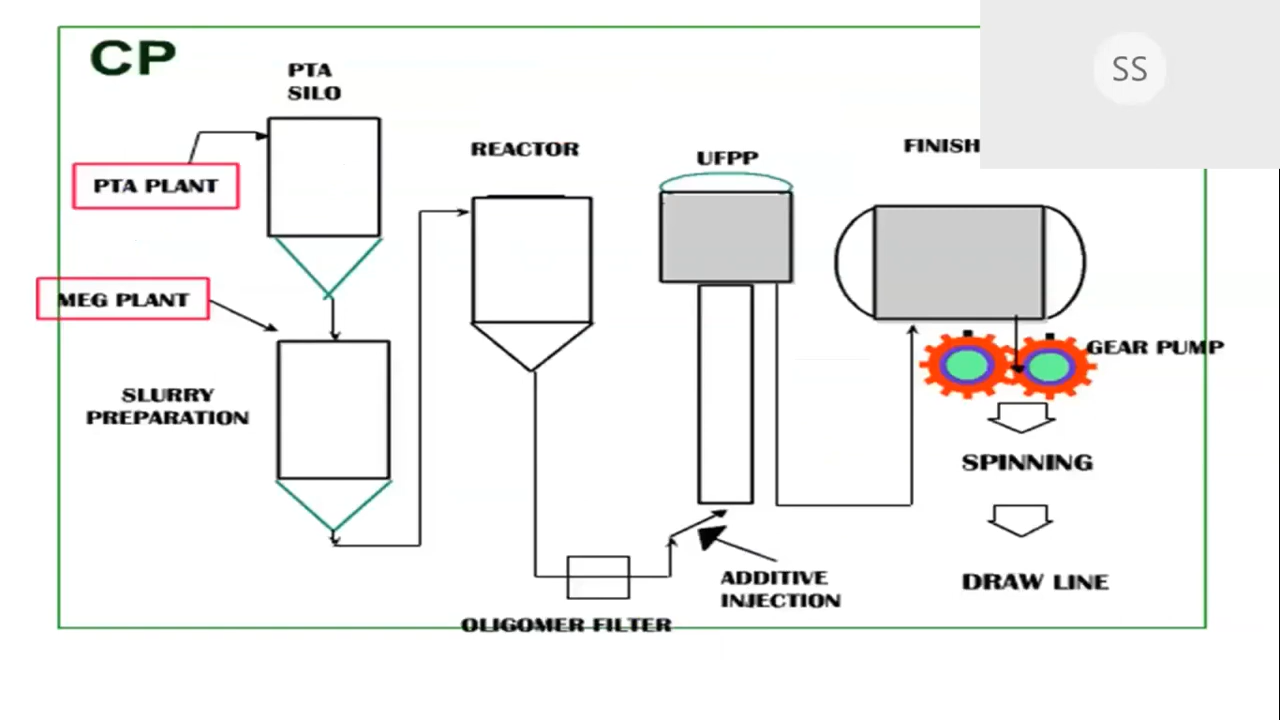 CP
PTA
SILO
SS
REACTOR
UFPP
FINISH
PTA PLANT
MEG PLANT
GEAR PUMP
SLURRY
PREPARATION
SPINNING
ADDITIVE
INJECTION
DRAW LINE
OLIGOMER FILTER